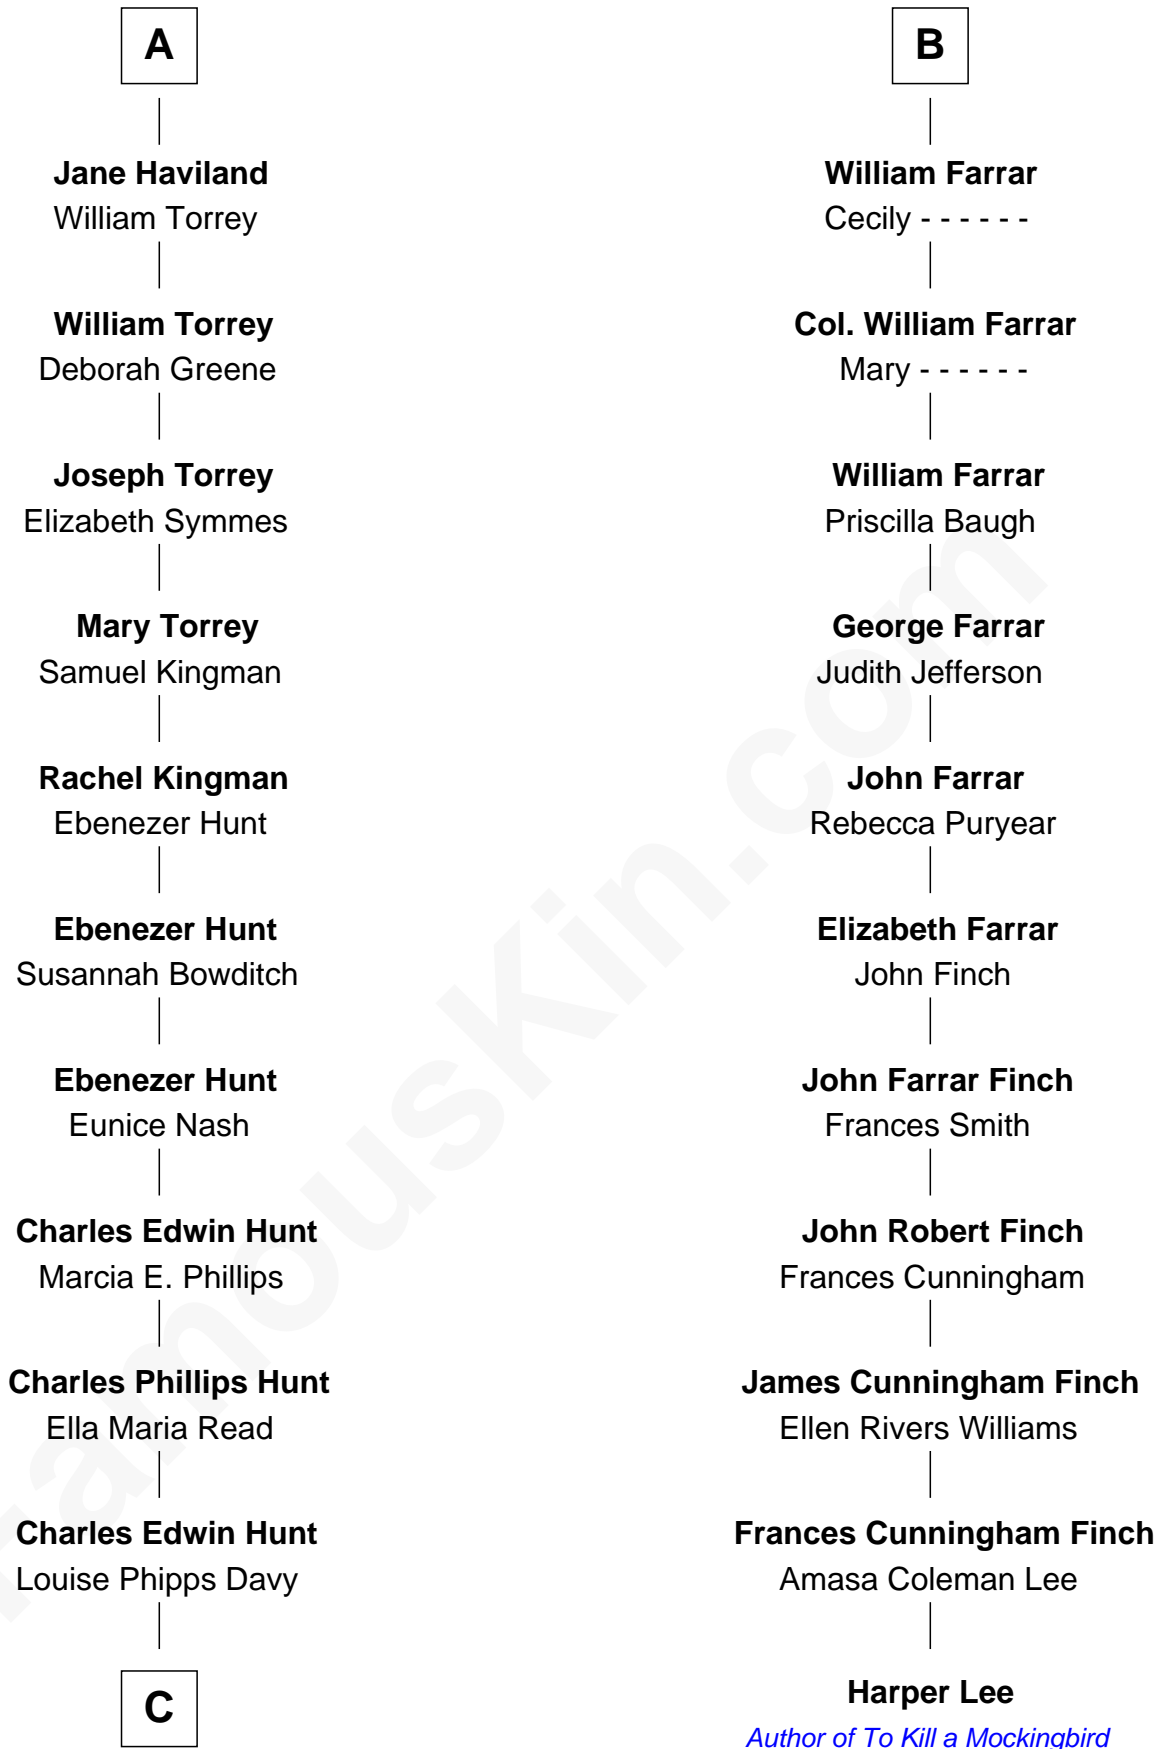 A
Jane Haviland
William Torrey
William Torrey
Deborah Greene
Joseph Torrey
Elizabeth Symmes
Mary Torrey
Samuel Kingman
Rachel Kingman
Ebenezer Hunt
Ebenezer Hunt
Susannah Bowditch
Ebenezer Hunt
Eunice Nash
Charles Edwin Hunt
Marcia E. Phillips
Charles Phillips Hunt
Ella Maria Read
Charles Edwin Hunt
Louise Phipps Davy
C
B
William Farrar
Cecily - - - - - -
Col. William Farrar
Mary - - - - - -
William Farrar
Priscilla Baugh
George Farrar
Judith Jefferson
John Farrar
Rebecca Puryear
Elizabeth Farrar
John Finch
John Farrar Finch
Frances Smith
John Robert Finch
Frances Cunningham
James Cunningham Finch
Ellen Rivers Williams
Frances Cunningham Finch
Amasa Coleman Lee
Harper Lee
Author of To Kill a Mockingbird
FamousKin.com